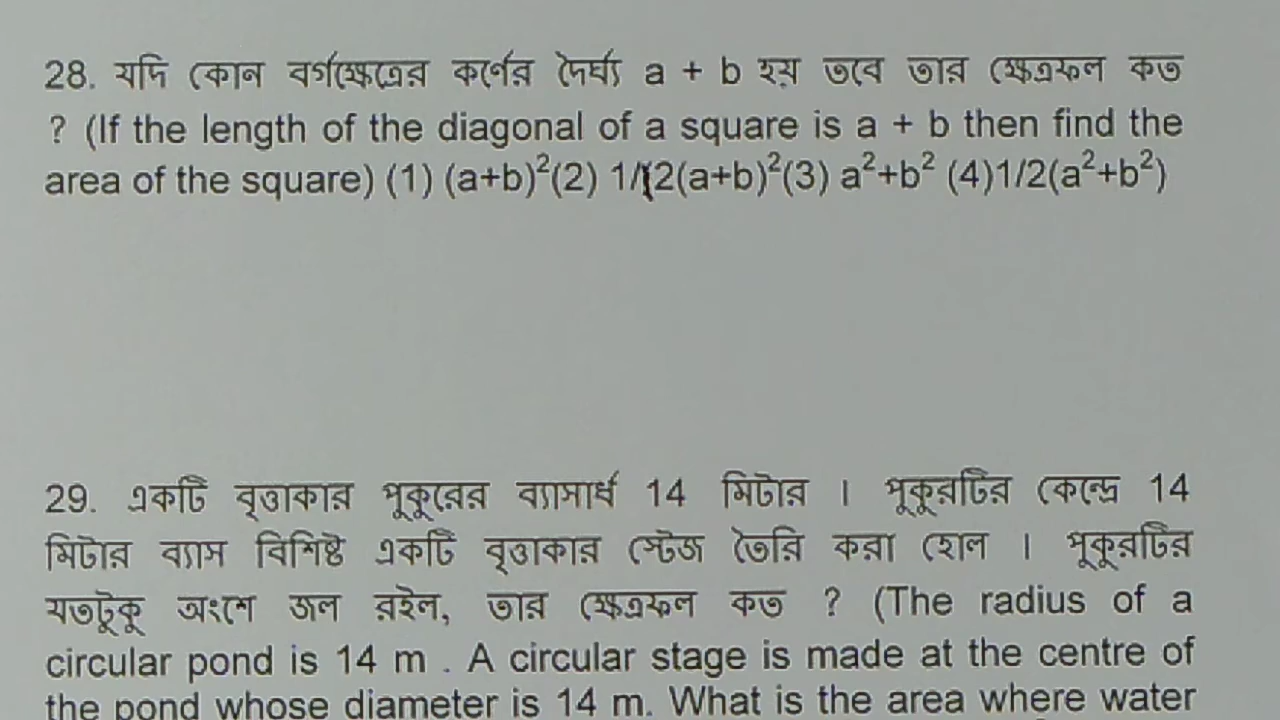 28. যদি কোন বর্গক্ষেত্রের কর্ণের দৈর্ঘ্য a + b হয় তবে তার ক্ষেত্রফল কত
? (If the length of the diagonal of a square is a + b then find the
area of the square) (1) (a+b)²(2) 1/2(a+b)²(3) a²+b² (4)1/2(a²+b²)
29. একটি বৃত্তাকার পুকুরের ব্যাসার্ধ 14 মিটার । পুকুরটির কেন্দ্রে 14
মিটার ব্যাস বিশিষ্ট একটি বৃত্তাকার স্টেজ তৈরি করা হোল । পুকুরটির
যতটুকু অংশে জল রইল, তার ক্ষেত্রফল কত ? (The radius of a
circular pond is 14 m . A circular stage is made at the centre of
the pond whose diameter is 14 m. What is the area where water